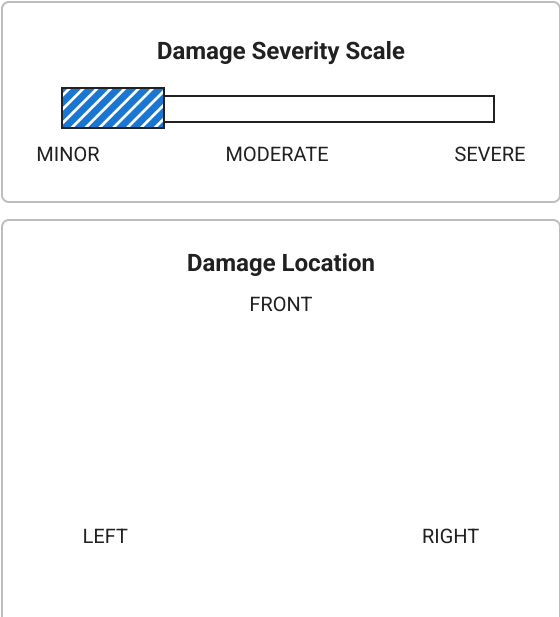 Damage Severity Scale
MINOR MODERATE SEVERE
Damage Location
FRONT
LEFT RIGHT